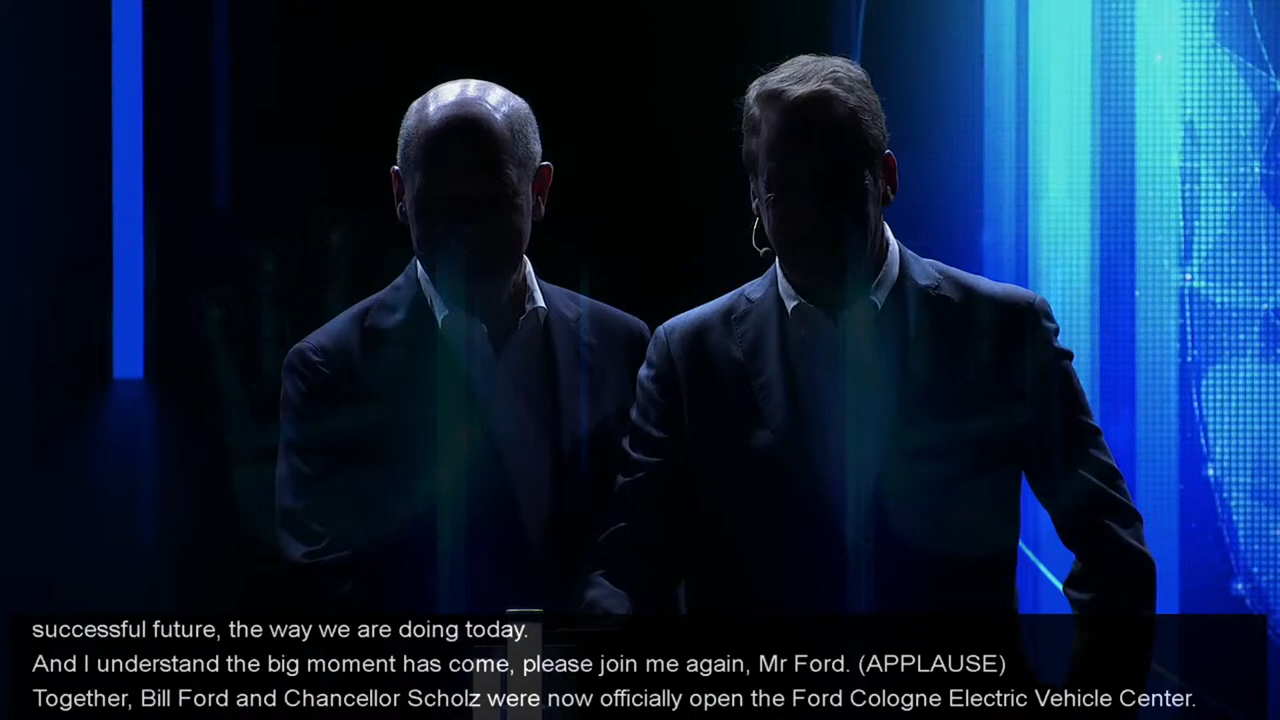 successful future, the way we are doing today.
And I understand the big moment has come, please join me again, Mr Ford. (APPLAUSE)
Together, Bill Ford and Chancellor Scholz were now officially open the Ford Cologne Electric Vehicle Center.